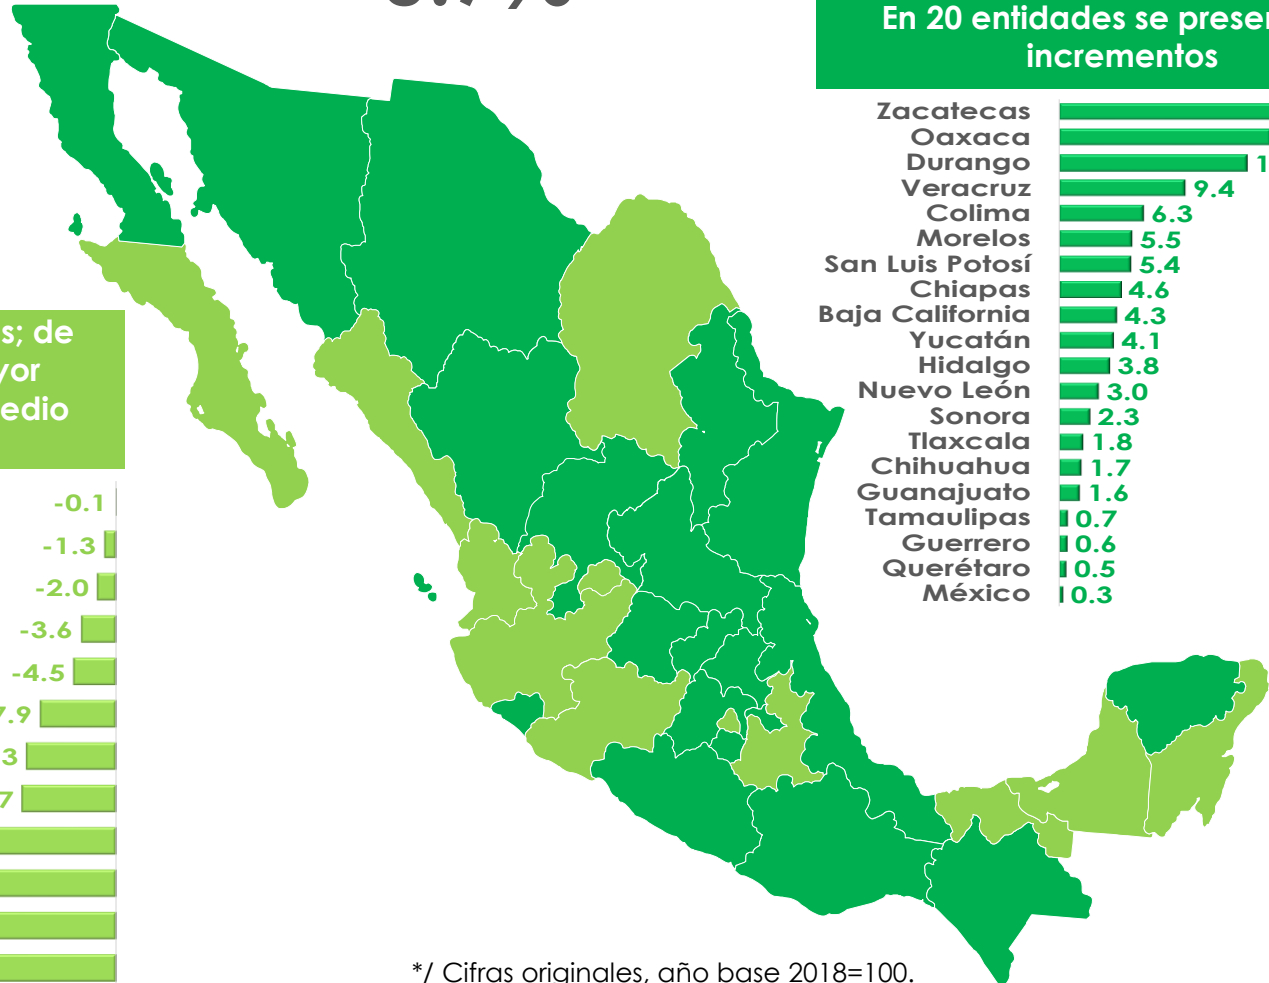 En 20 entidades se
incrementos
Zacatecas
Oaxaca
Durango
Veracruz 9.4
Colima 6.3
Morelos 5.5
San Luis Potosí 5.4
Chiapas 4.6
Baja California 4.3
Yucatán 4.1
Hidalgo 3.8
Nuevo León 3.0
Sonora 2.3
Tlaxcala 1.8
Chihuahua 1.7
Guanajuato 1.6
Tamaulipas 0.7
Guerrero 0.6
Querétaro 0.5
México 0.3
de
-0.1
-1.3
-2.0
-3.6
-4.5
*/ Cifras originales, año base 2018=100.